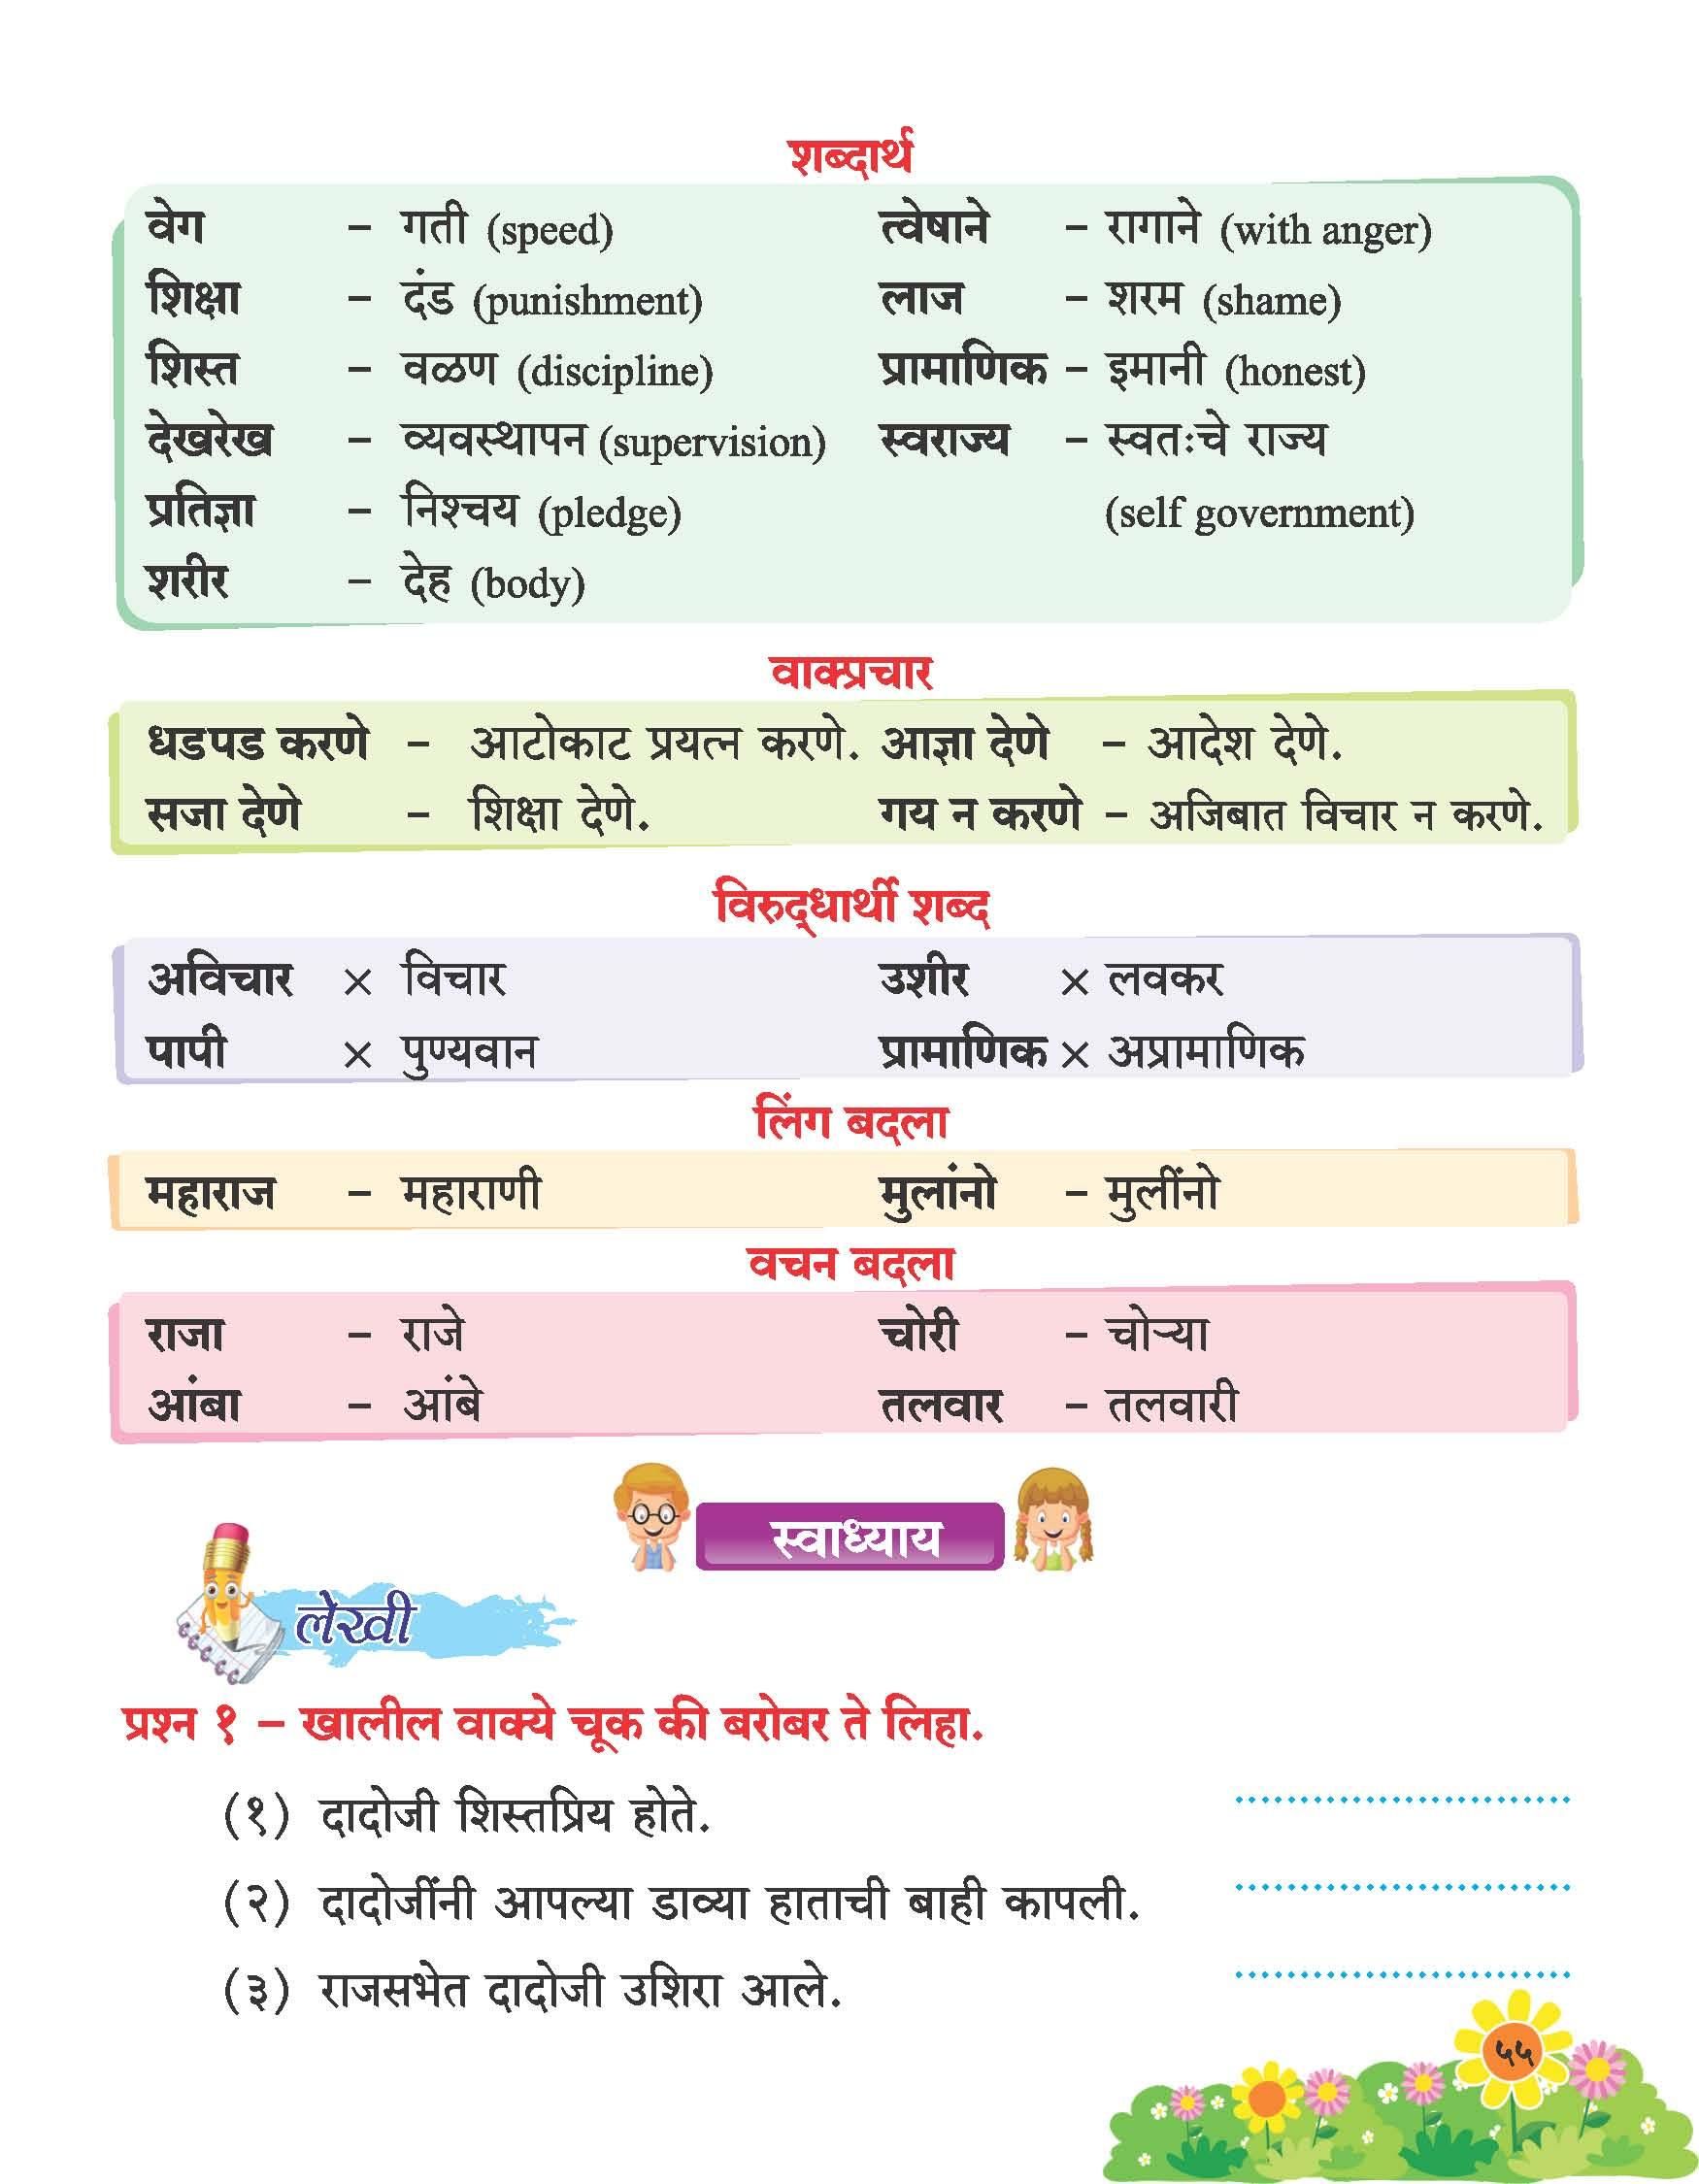 शब्दार्थ
वेग – गती (speed) त्वेषाने – रागाने (with anger)
शिक्षा – दंड (punishment) लाज – शरम (shame)
शिस्त – वळण (discipline) प्रामाणिक – इमानी (honest)
देखरेख – व्यवस्थापन (supervision) स्वराज्य – स्वतःचे राज्य
प्रतिज्ञा – निश्चय (pledge) (self government)
शरीर – देह (body)
वाक्प्रचार
धडपड करणे – आटोकाट प्रयत्न करणे. आज्ञा देणे – आदेश देणे.
सजा देणे – शिक्षा देणे. गय न करणे – अजिबात विचार न करणे.
विरुद्धार्थी शब्द
अविचार × विचार उशीर × लवकर
पापी × पुण्यवान प्रामाणिक × अप्रामाणिक
लिंग बदला
महाराज – महाराणी मुलांनो – मुलींनो
वचन बदला
राजा – राजे चोरी – चोऱ्या
आंबा – आंबे तलवार – तलवारी
स्वाध्याय
लेखी
प्रश्न १ – खालील वाक्ये चूक की बरोबर ते लिहा.
(१) दादोजी शिस्तप्रिय होते. ..........................
(२) दादोजींनी आपल्या डाव्या हाताची बाही कापली. ..........................
(३) राजसभेत दादोजी उशिरा आले. ..........................
५५